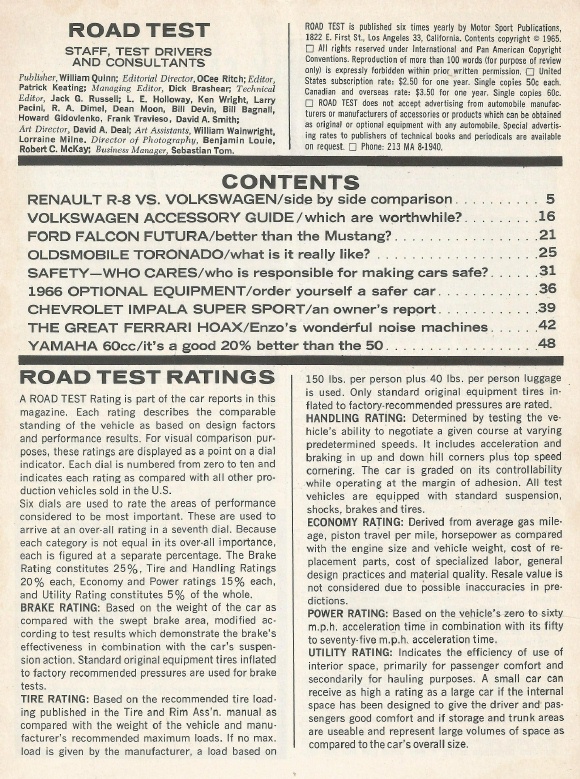 ROAD TEST
STAFF, TEST DRIVERS
AND CONSULTANTS
Publisher, William Quinn; Editorial Director, OCee Ritch; Editor,
Patrick Keating; Managing Editor, Dick Brashear; Technical
Editor, Jack G. Russell; L. E. Holloway, Ken Wright, Larry
Pacini, R. A. Dimel, Dean Moon, Bill Devin, Bill Bagnall,
Howard Gidovlenko, Frank Travieso, David A. Smith;
Art Director, David A. Deal; Art Assistants, William Wainwright,
Lorraine Milne. Director of Photography, Benjamin Louie,
Robert C. McKay; Business Manager, Sebastian Tom.
ROAD TEST is published six times yearly by Motor Sport Publications,
1822 E. First St., Los Angeles 33, California. Contents copyright © 1965.
□ All rights reserved under International and Pan American Copyright
Conventions. Reproduction of more than 100 words (for purpose of review
only) is expressly forbidden within prior written permission. □ United
States subscription rate: $2.50 for one year. Single copies 50c each.
Canadian and overseas rate: $3.50 for one year. Single copies 60c.
□ ROAD TEST does not accept advertising from automobile manufac-
turers or manufacturers of accessories or products which can be obtained
as original or optional equipment with any automobile. Special advertis-
ing rates to publishers of technical books and periodicals are available
on request. □ Phone: 213 MA 8-1940.
CONTENTS
RENAULT R-8 VS. VOLKSWAGEN/side by side comparison . . . . . . . . . . 5
VOLKSWAGEN ACCESSORY GUIDE/which are worthwhile? . . . . . . . . . 16
FORD FALCON FUTURA/better than the Mustang? . . . . . . . . . . . . . . . . 21
OLDSMOBILE TORONADO/what is it really like? . . . . . . . . . . . . . . . . . . 25
SAFETY—WHO CARES/who is responsible for making cars safe? . . . . . . 31
1966 OPTIONAL EQUIPMENT/order yourself a safer car . . . . . . . . . . . . 36
CHEVROLET IMPALA SUPER SPORT/an owner's report . . . . . . . . . . . . 39
THE GREAT FERRARI HOAX/Enzo's wonderful noise machines . . . . . . 42
YAMAHA 60cc/it's a good 20% better than the 50 . . . . . . . . . . . . . . . . . 48
ROAD TEST RATINGS
A ROAD TEST Rating is part of the car reports in this
magazine. Each rating describes the comparable
standing of the vehicle as based on design factors
and performance results. For visual comparison pur-
poses, these ratings are displayed as a point on a dial
indicator. Each dial is numbered from zero to ten and
indicates each rating as compared with all other pro-
duction vehicles sold in the U.S.
Six dials are used to rate the areas of performance
considered to be most important. These are used to
arrive at an over-all rating in a seventh dial. Because
each category is not equal in its over-all importance,
each is figured at a separate percentage. The Brake
Rating constitutes 25%, Tire and Handling Ratings
20% each, Economy and Power ratings 15% each,
and Utility Rating constitutes 5% of the whole.
BRAKE RATING: Based on the weight of the car as
compared with the swept brake area, modified ac-
cording to test results which demonstrate the brake's
effectiveness in combination with the car's suspen-
sion action. Standard original equipment tires inflated
to factory recommended pressures are used for brake
tests.
TIRE RATING: Based on the recommended tire load-
ing published in the Tire and Rim Ass'n. manual as
compared with the weight of the vehicle and manu-
facturer's recommended maximum loads. If no max.
load is given by the manufacturer, a load based on
150 lbs. per person plus 40 lbs. per person luggage
is used. Only standard original equipment tires in-
flated to factory-recommended pressures are rated.
HANDLING RATING: Determined by testing the ve-
hicle's ability to negotiate a given course at varying
predetermined speeds. It includes acceleration and
braking in up and down hill corners plus top speed
cornering. The car is graded on its controllability
while operating at the margin of adhesion. All test
vehicles are equipped with standard suspension,
shocks, brakes and tires.
ECONOMY RATING: Derived from average gas mile-
age, piston travel per mile, horsepower as compared
with the engine size and vehicle weight, cost of re-
placement parts, cost of specialized labor, general
design practices and material quality. Resale value is
not considered due to possible inaccuracies in pre-
dictions.
POWER RATING: Based on the vehicle's zero to sixty
m.p.h. acceleration time in combination with its fifty
to seventy-five m.p.h. acceleration time.
UTILITY RATING: Indicates the efficiency of use of
interior space, primarily for passenger comfort and
secondarily for hauling purposes. A small car can
receive as high a rating as a large car if the internal
space has been designed to give the driver and pas-
sengers good comfort and if storage and trunk areas
are useable and represent large volumes of space as
compared to the car's overall size.